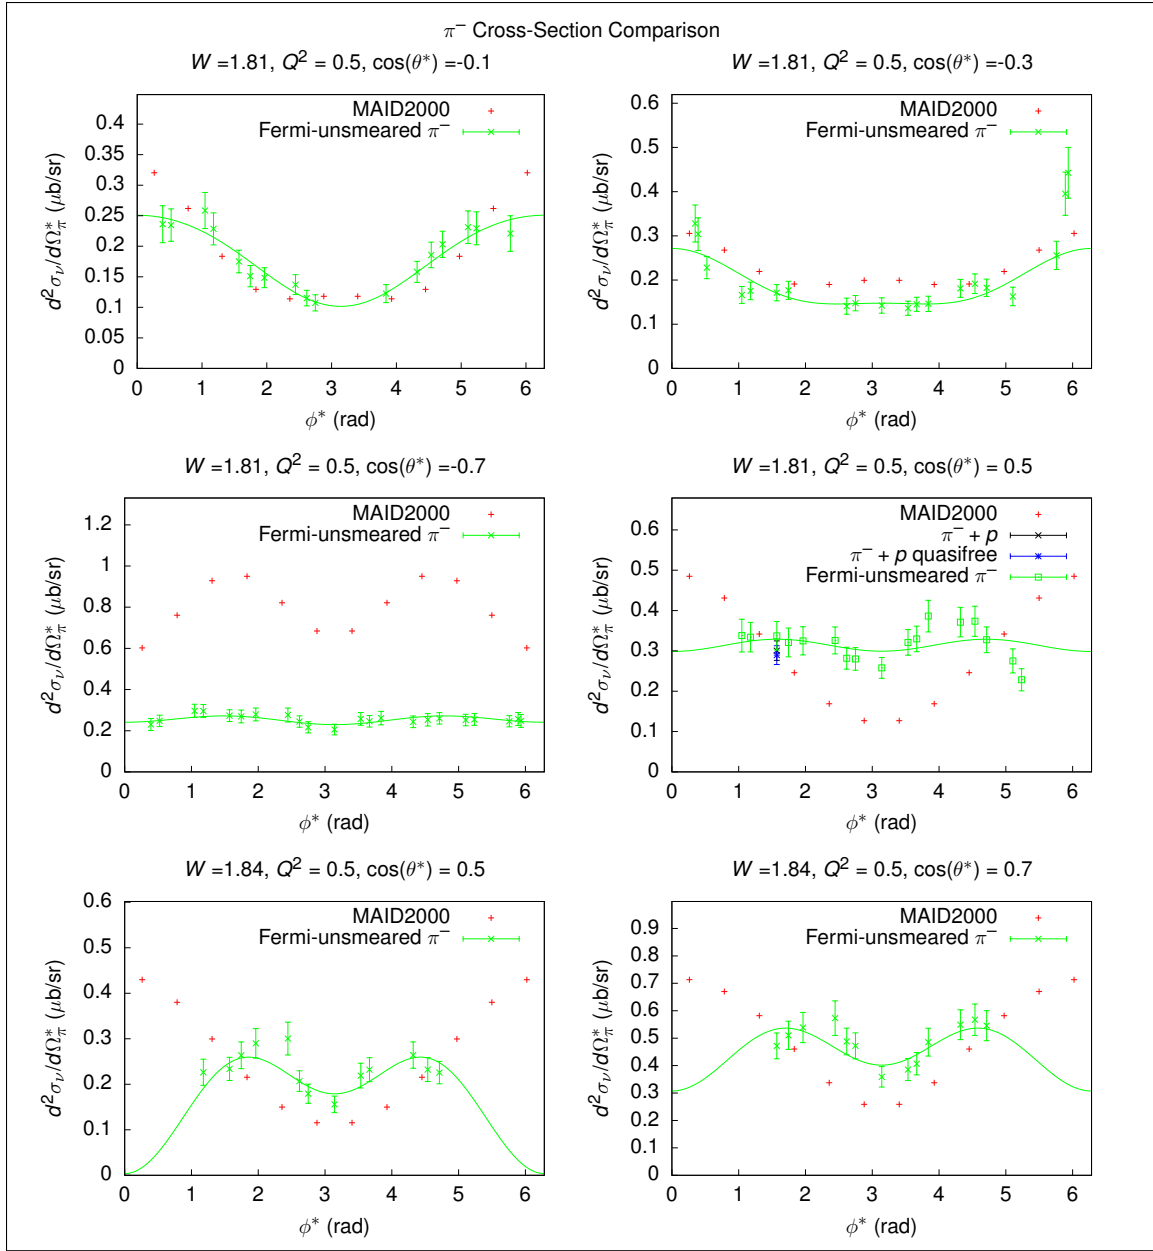 π⁻ Cross-Section Comparison
W =1.81, Q² = 0.5, cos(θ*) =-0.1
MAID2000
Fermi-unsmeared π⁻
d²σᵥ/dΩ*π (μb/sr)
0.4
0.35
0.3
0.25
0.2
0.15
0.1
0.05
0
0 1 2 3 4 5 6
ϕ* (rad)
W =1.81, Q² = 0.5, cos(θ*) =-0.3
MAID2000
Fermi-unsmeared π⁻
d²σᵥ/dΩ*π (μb/sr)
0.6
0.5
0.4
0.3
0.2
0.1
0
0 1 2 3 4 5 6
ϕ* (rad)
W =1.81, Q² = 0.5, cos(θ*) =-0.7
MAID2000
Fermi-unsmeared π⁻
d²σᵥ/dΩ*π (μb/sr)
1.2
1
0.8
0.6
0.4
0.2
0
0 1 2 3 4 5 6
ϕ* (rad)
W =1.81, Q² = 0.5, cos(θ*) = 0.5
MAID2000
π⁻ + p
π⁻ + p quasifree
Fermi-unsmeared π⁻
d²σᵥ/dΩ*π (μb/sr)
0.6
0.5
0.4
0.3
0.2
0.1
0
0 1 2 3 4 5 6
ϕ* (rad)
W =1.84, Q² = 0.5, cos(θ*) = 0.5
MAID2000
Fermi-unsmeared π⁻
d²σᵥ/dΩ*π (μb/sr)
0.6
0.5
0.4
0.3
0.2
0.1
0
0 1 2 3 4 5 6
ϕ* (rad)
W =1.84, Q² = 0.5, cos(θ*) = 0.7
MAID2000
Fermi-unsmeared π⁻
d²σᵥ/dΩ*π (μb/sr)
0.9
0.8
0.7
0.6
0.5
0.4
0.3
0.2
0.1
0
0 1 2 3 4 5 6
ϕ* (rad)